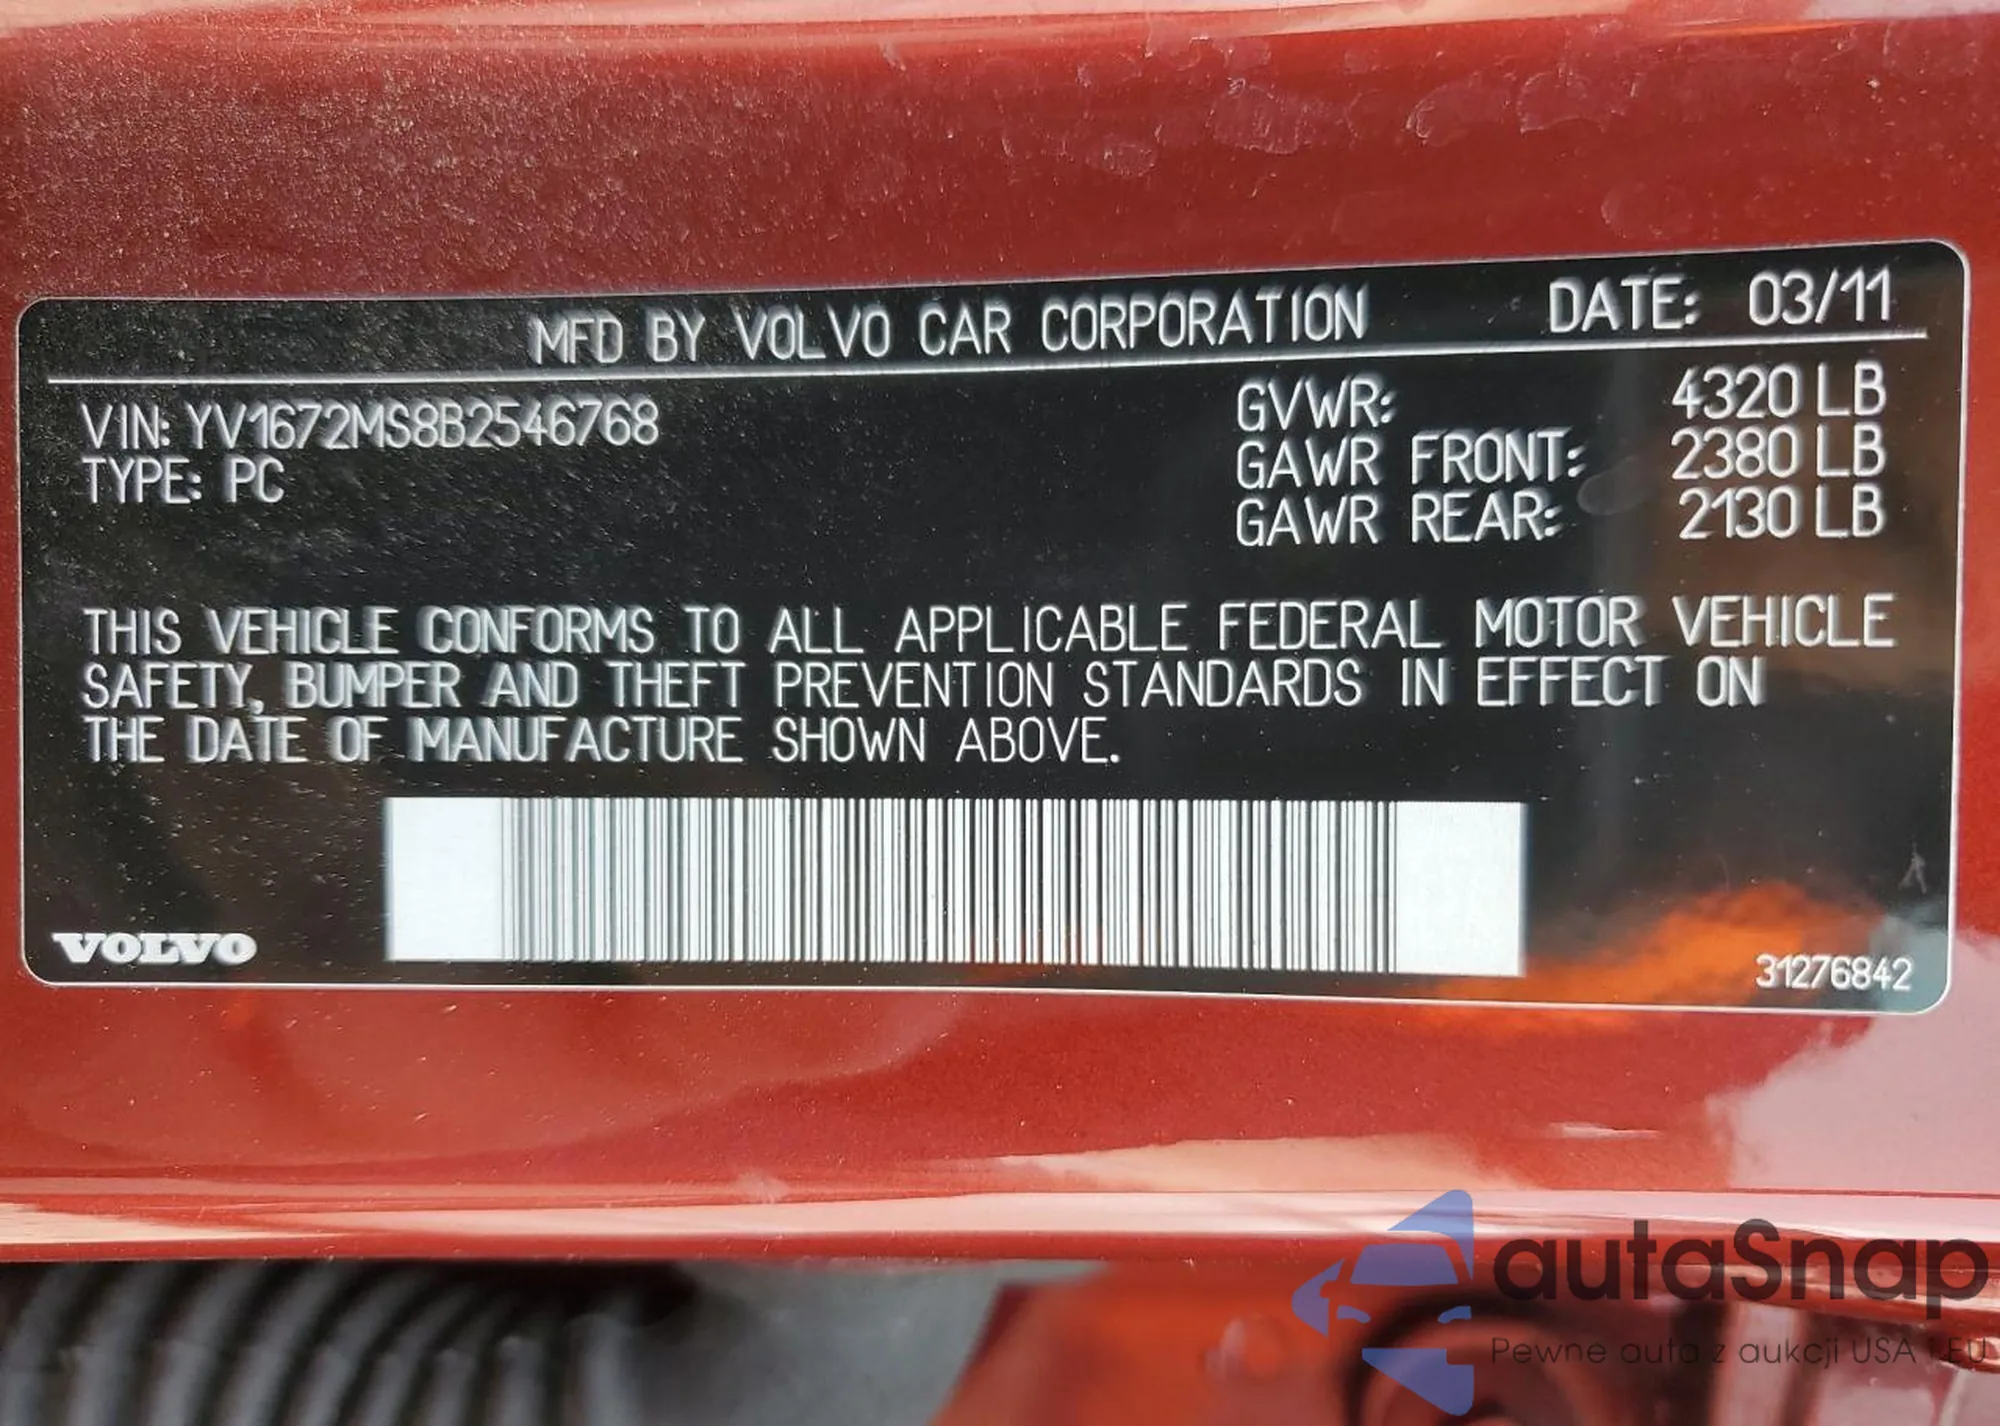 MFD BY VOLVO CAR CORPORATION DATE: 03/11
VIN: YV1672MS8B2546768
TYPE: PC
GVWR: 4320 LB
GAWR FRONT: 2380 LB
GAWR REAR: 2130 LB
THIS VEHICLE CONFORMS TO ALL APPLICABLE FEDERAL MOTOR VEHICLE
SAFETY, BUMPER AND THEFT PREVENTION STANDARDS IN EFFECT ON
THE DATE OF MANUFACTURE SHOWN ABOVE.
VOLVO
31276842
autaSnap
Pewne auta z aukcji USA i EU